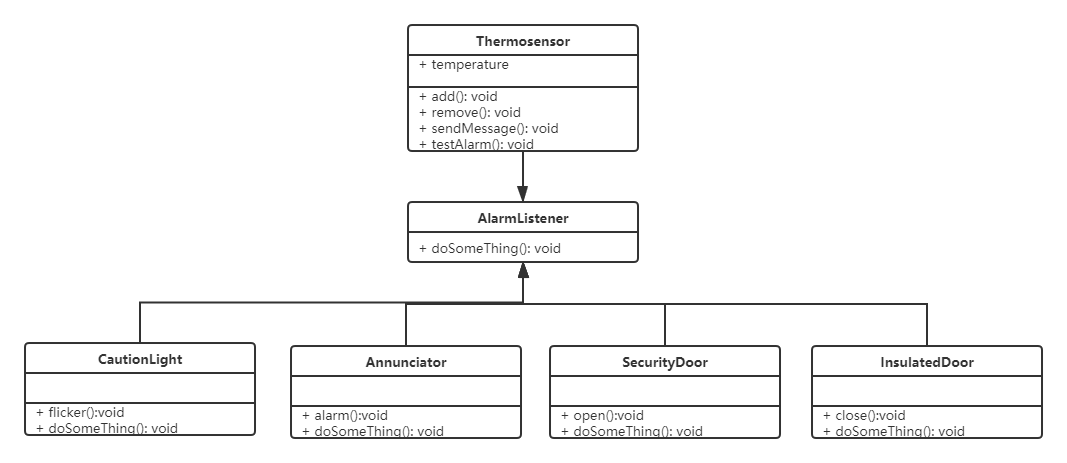 Thermosensor
+ temperature
+ add(): void
+ remove(): void
+ sendMessage(): void
+ testAlarm(): void
AlarmListener
+ doSomeThing(): void
CautionLight
+ flicker():void
+ doSomeThing(): void
Annunciator
+ alarm():void
+ doSomeThing(): void
SecurityDoor
+ open():void
+ doSomeThing(): void
InsulatedDoor
+ close():void
+ doSomeThing(): void